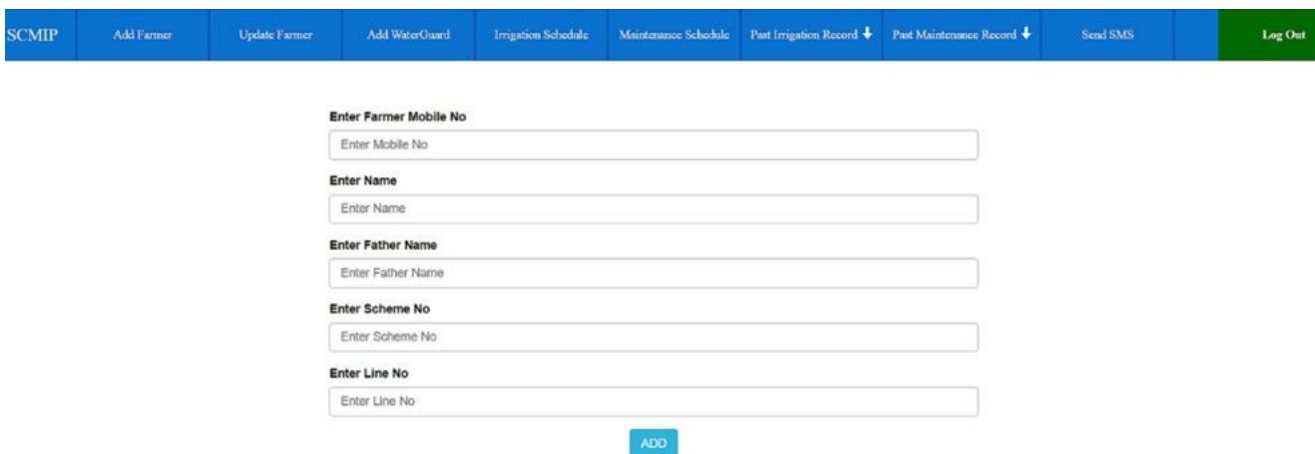 SCMIP Add Farmer Update Farmer Add WaterGuard Irrigation Schedule Maintenance Schedule Past Irrigation Record Past Maintenance Record Send SMS Log Out
Enter Farmer Mobile No
Enter Mobile No
Enter Name
Enter Name
Enter Father Name
Enter Father Name
Enter Scheme No
Enter Scheme No
Enter Line No
Enter Line No
ADD